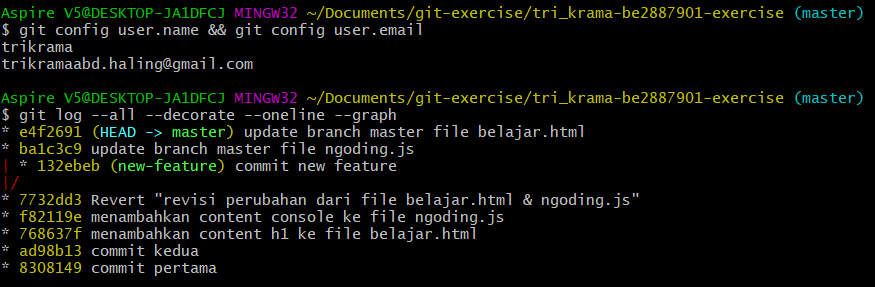 Aspire V5@DESKTOP-JA1DFCJ MINGW32 ~/Documents/git-exercise/tri_krama-be2887901-exercise (master)
$ git config user.name && git config user.email
trikrama
trikramaabd.haling@gmail.com

Aspire V5@DESKTOP-JA1DFCJ MINGW32 ~/Documents/git-exercise/tri_krama-be2887901-exercise (master)
$ git log --all --decorate --oneline --graph
* e4f2691 (HEAD -> master) update branch master file belajar.html
* ba1c3c9 update branch master file ngoding.js
| * 132ebeb (new-feature) commit new feature
|/
* 7732dd3 Revert "revisi perubahan dari file belajar.html & ngoding.js"
* f82119e menambahkan content console ke file ngoding.js
* 768637f menambahkan content h1 ke file belajar.html
* ad98b13 commit kedua
* 8308149 commit pertama